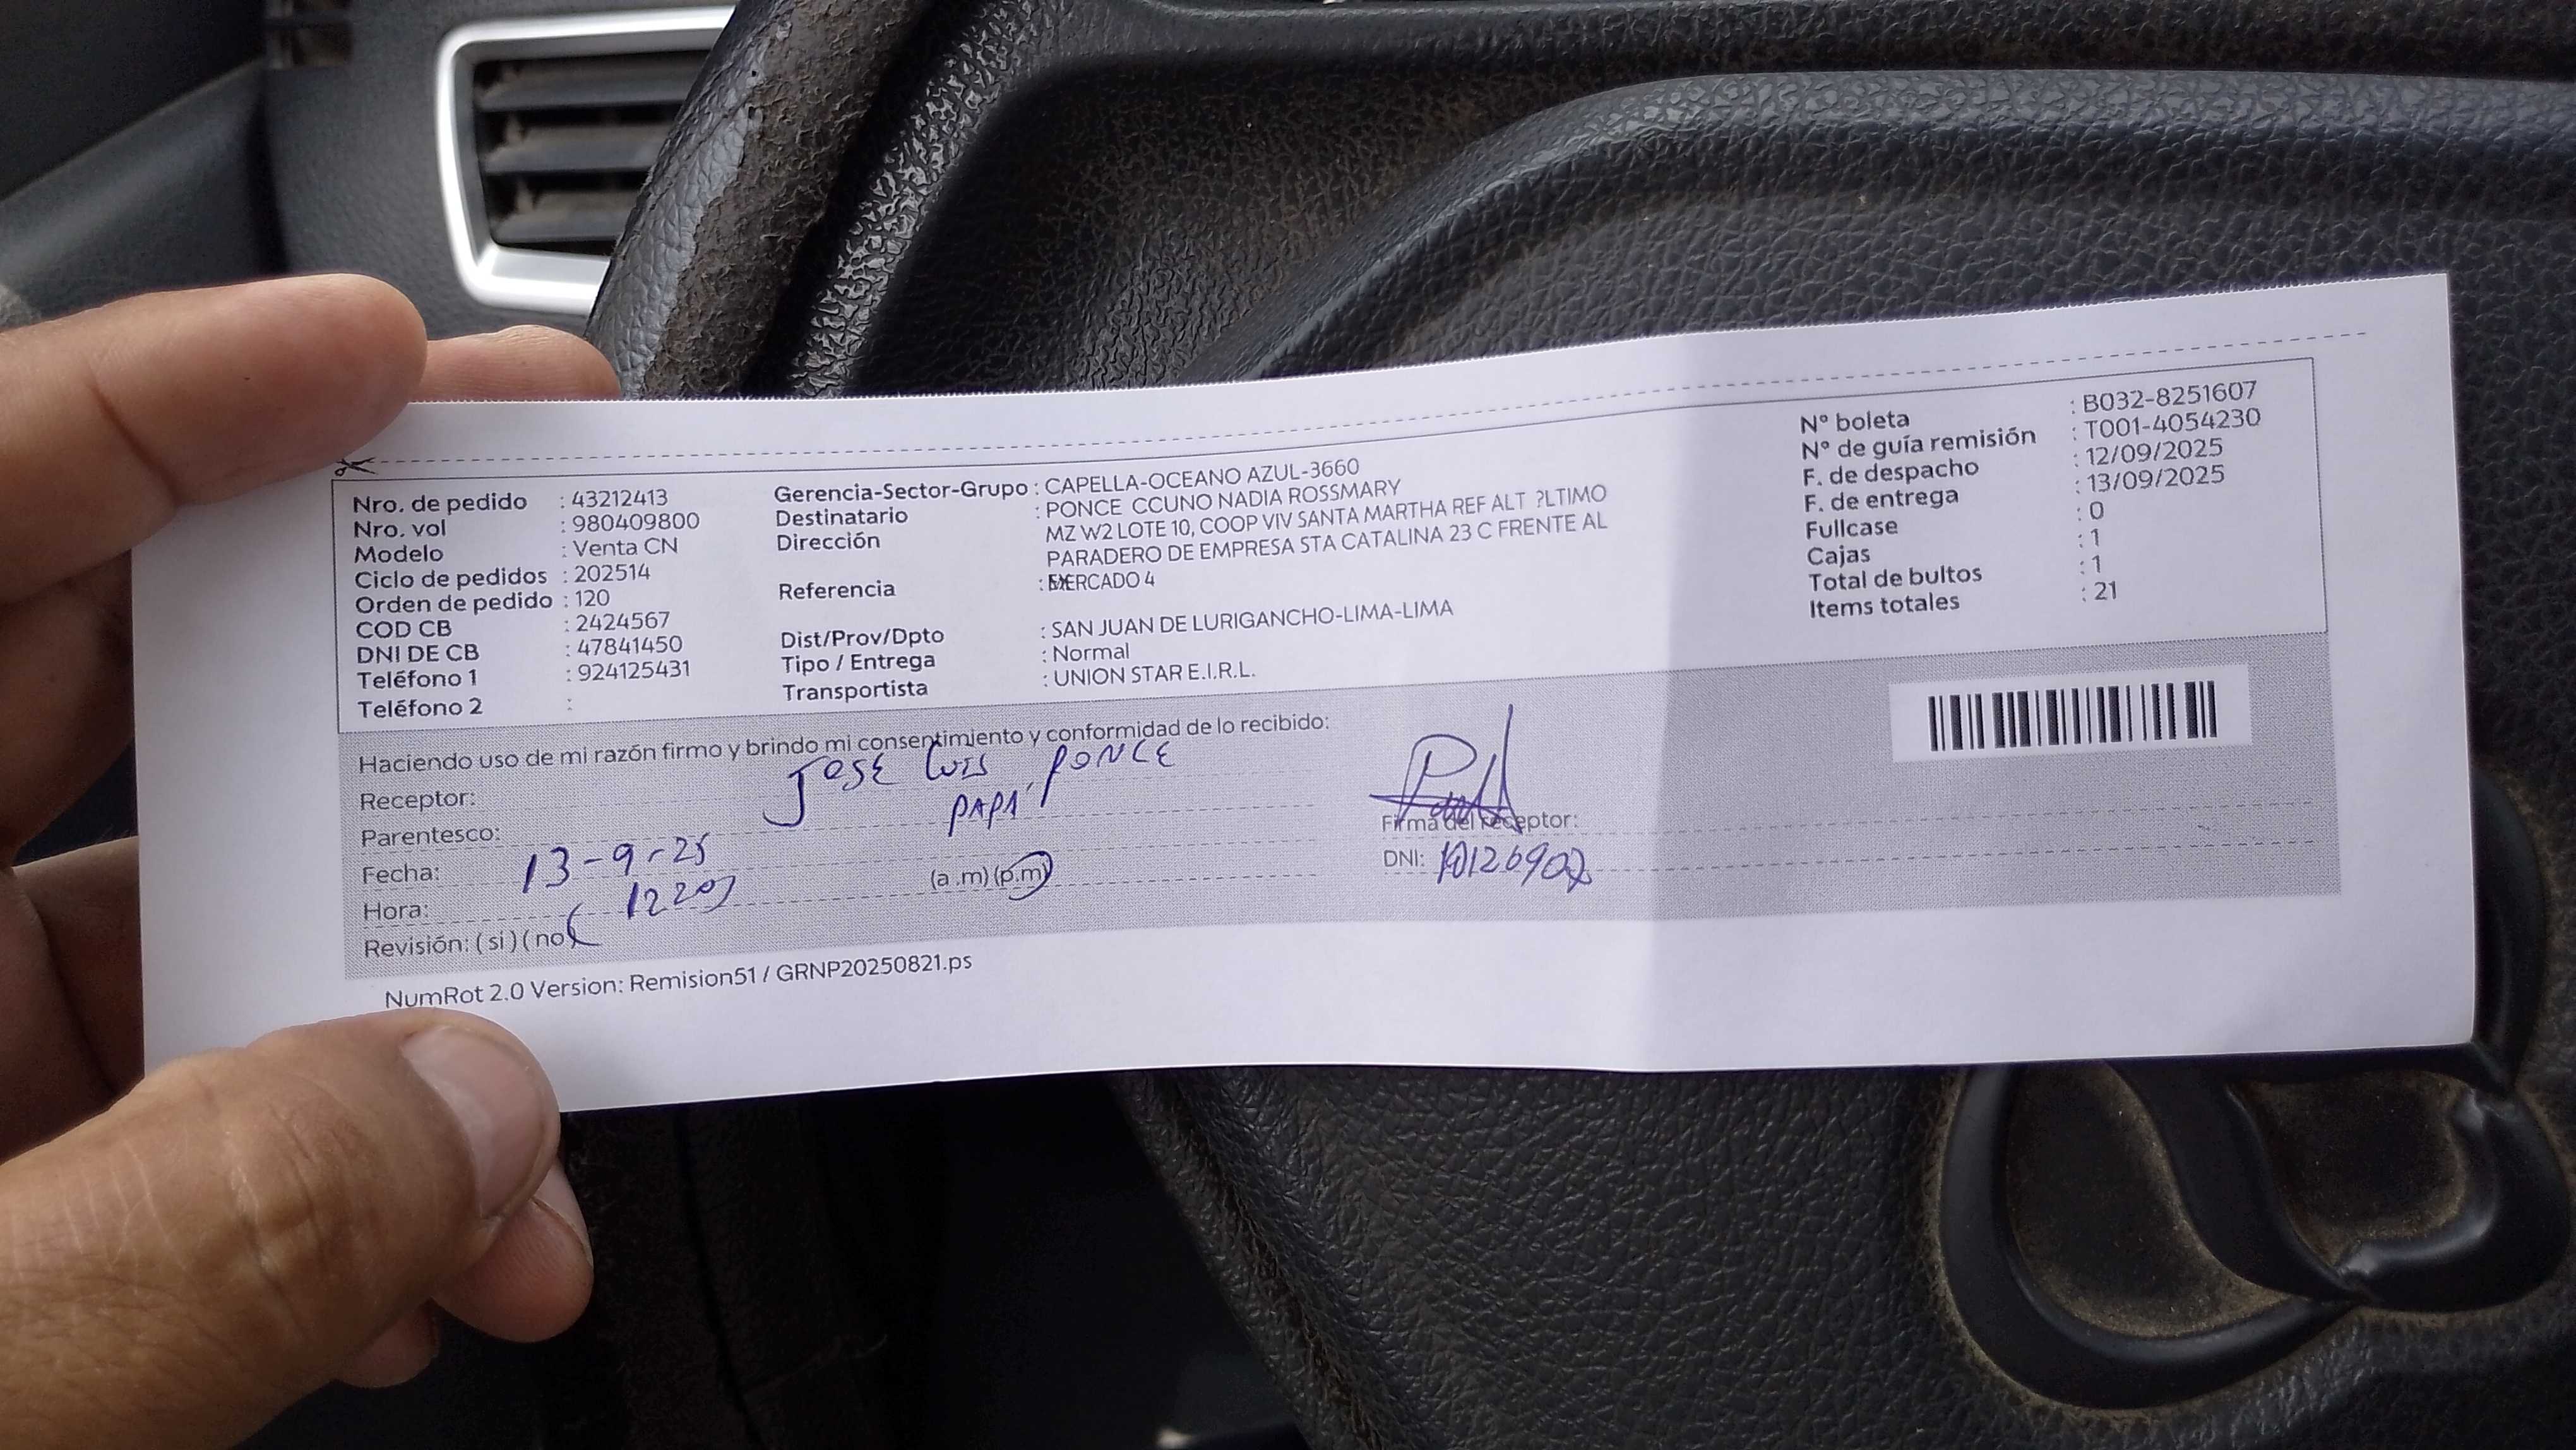 Nro. de pedido : 43212413
Nro. vol : 980409800
Modelo : Venta CN
Ciclo de pedidos : 202514
Orden de pedido : 120
COD CB : 2424567
DNI DE CB : 47841450
Teléfono 1 : 924125431
Teléfono 2 :
Gerencia-Sector-Grupo : CAPELLA-OCEANO AZUL-3660
Destinatario : PONCE CCUNO NADIA ROSSMARY
Dirección MZ W2 LOTE 10, COOP VIV SANTA MARTHA REF ALT ?LTIMO
PARADERO DE EMPRESA STA CATALINA 23 C FRENTE AL
Referencia : MERCADO 4
Dist/Prov/Dpto : SAN JUAN DE LURIGANCHO-LIMA-LIMA
Tipo / Entrega : Normal
Transportista : UNION STAR E.I.R.L.
N° boleta : B032-8251607
N° de guía remisión : T001-4054230
F. de despacho : 12/09/2025
F. de entrega : 13/09/2025
Fullcase : 0
Cajas : 1
Total de bultos : 1
Items totales : 21
Haciendo uso de mi razón firmo y brindo mi consentimiento y conformidad de lo recibido:
Receptor: JOSE LUIS PONCE
Parentesco: PAPA
Fecha: 13-9-25
Hora: 1220 (a.m) (p.m)
Revisión: (si) (no)
Firma del receptor:
DNI:
NumRot 2.0 Version: Remision51 / GRNP20250821.ps